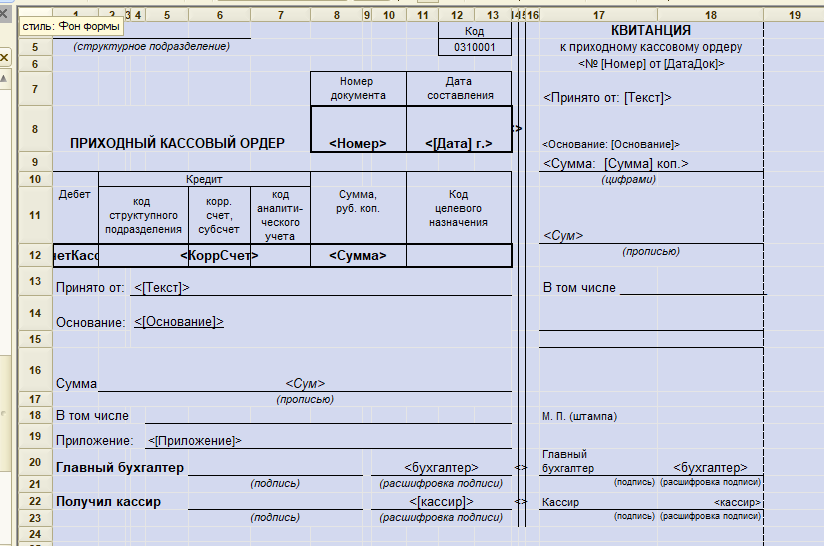 1 2 3 4 5 6 7 8 9 10 11 12 13 14 15 16 17 18 19
стиль: Фон формы
Код
КВИТАНЦИЯ
5 (структурное подразделение) 0310001 к приходному кассовому ордеру
6 <№ [Номер] от [ДатаДок]>
7
Номер
документа
Дата
составления
<Принято от: [Текст]>
8 ПРИХОДНЫЙ КАССОВЫЙ ОРДЕР <Номер> <[Дата] г.> >
<Основание: [Основание]>
9 <Сумма: [Сумма] коп.>
10 Кредит (цифрами)
11 Дебет
код
струтупного
подразделения
корр.
счет,
субсчет
код
аналити-
ческого
учета
Сумма,
руб. коп.
Код
целевого
назначения
<Сум>
12 четКасс <КоррСчет> <Сумма> (прописью)
13 Принято от: <[Текст]> В том числе
14 Основание: <[Основание]>
15
16 Сумма <Сум>
17 (прописью)
18 В том числе М. П. (штампа)
19 Приложение: <[Приложение]>
Главный
20 Главный бухгалтер <бухгалтер> <> бухгалтер <бухгалтер>
21 (подпись) (расшифровка подписи) (подпись) (расшифровка подписи)
22 Получил кассир <[кассир]> <> Кассир <кассир>
23 (подпись) (расшифровка подписи) (подпись) (расшифровка подписи)
24
25